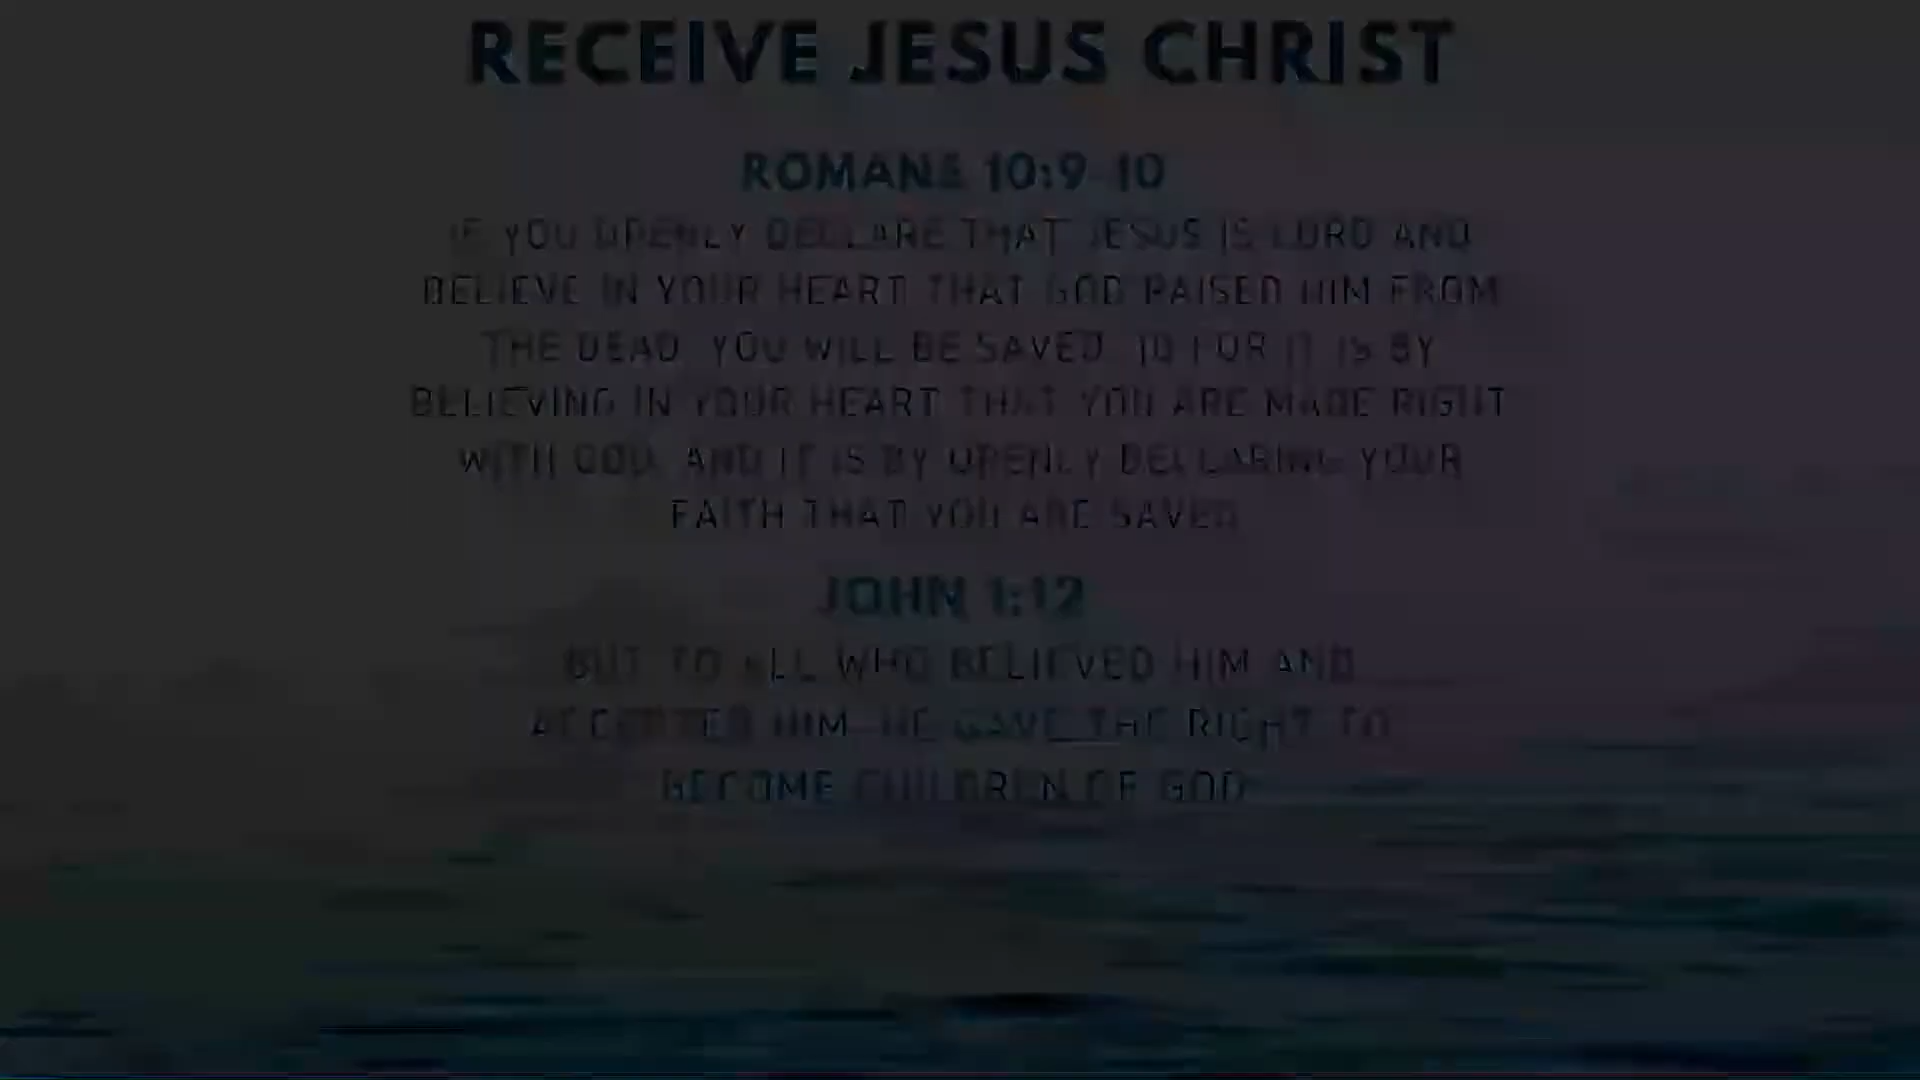 RECEIVE JESUS CHRIST
ROMANS 10:9-10
IF YOU OPENLY DECLARE THAT JESUS IS LORD AND
BELIEVE IN YOUR HEART THAT GOD RAISED HIM FROM
THE DEAD, YOU WILL BE SAVED. 10 FOR IT IS BY
BELIEVING IN YOUR HEART THAT YOU ARE MADE RIGHT
WITH GOD, AND IT IS BY OPENLY DECLARING YOUR
FAITH THAT YOU ARE SAVED
JOHN 1:12
BUT TO ALL WHO BELIEVED HIM AND
ACCEPTED HIM, HE GAVE THE RIGHT TO
BECOME CHILDREN OF GOD